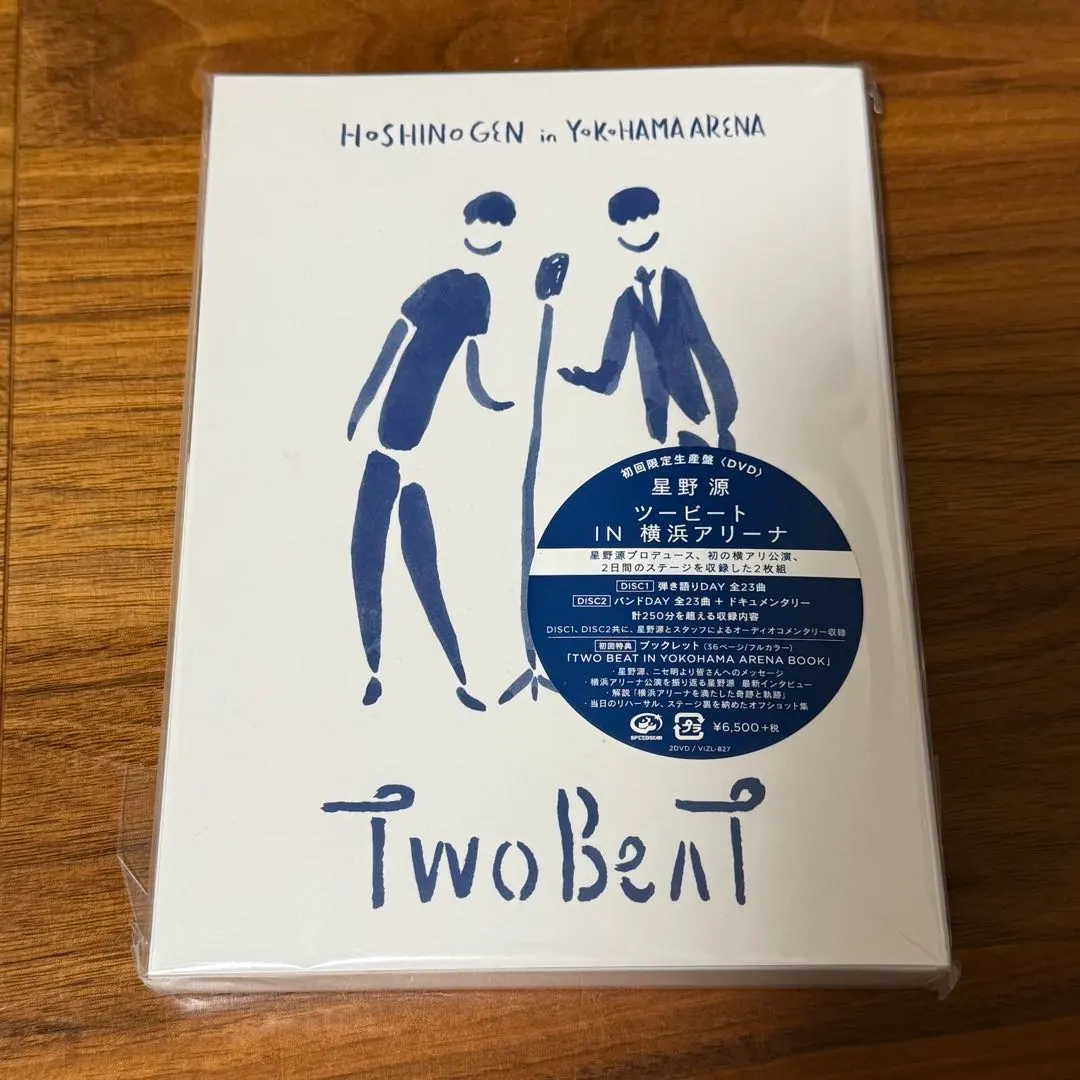 HOSHINO GEN in YOKOHAMA ARENA
初回限定生産盤〈DVD〉
星野 源
ツービート
IN 横浜アリーナ
星野源プロデュース、初の横アリ公演、
2日間のステージを収録した2枚組
DISC1 弾き語りDAY 全23曲
DISC2 バンドDAY 全23曲 + ドキュメンタリー
計250分を超える収録内容
DISC1、DISC2共に、星野源とスタッフによるオーディオコメンタリー収録
初回特典 ブックレット (36ページ/フルカラー)
「TWO BEAT IN YOKOHAMA ARENA BOOK」
・星野源、ニセ明より皆さんへのメッセージ
・横浜アリーナ公演を振り返る星野源 最新インタビュー
・解説「横浜アリーナを満たした奇跡と軌跡」
・当日のリハーサル、ステージ裏を納めたオフショット集
SPEEDSTAR プラ ¥6,500+税
2DVD / VIZL-827
TWO BEAT